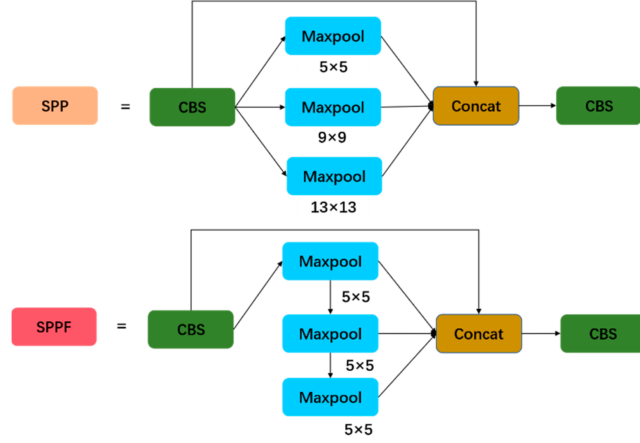 Maxpool
5×5
SPP
=
CBS
Maxpool
9×9
Concat
CBS
Maxpool
13×13
Maxpool
5×5
SPPF
=
CBS
Maxpool
5×5
Concat
CBS
Maxpool
5×5